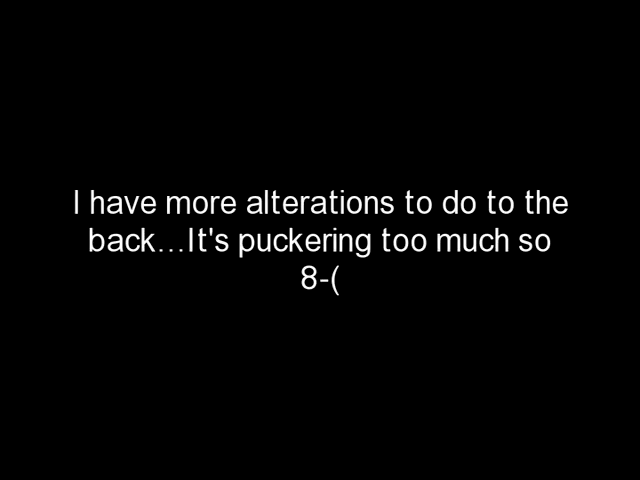 I have more alterations to do to the
back...It's puckering too much so
8-(